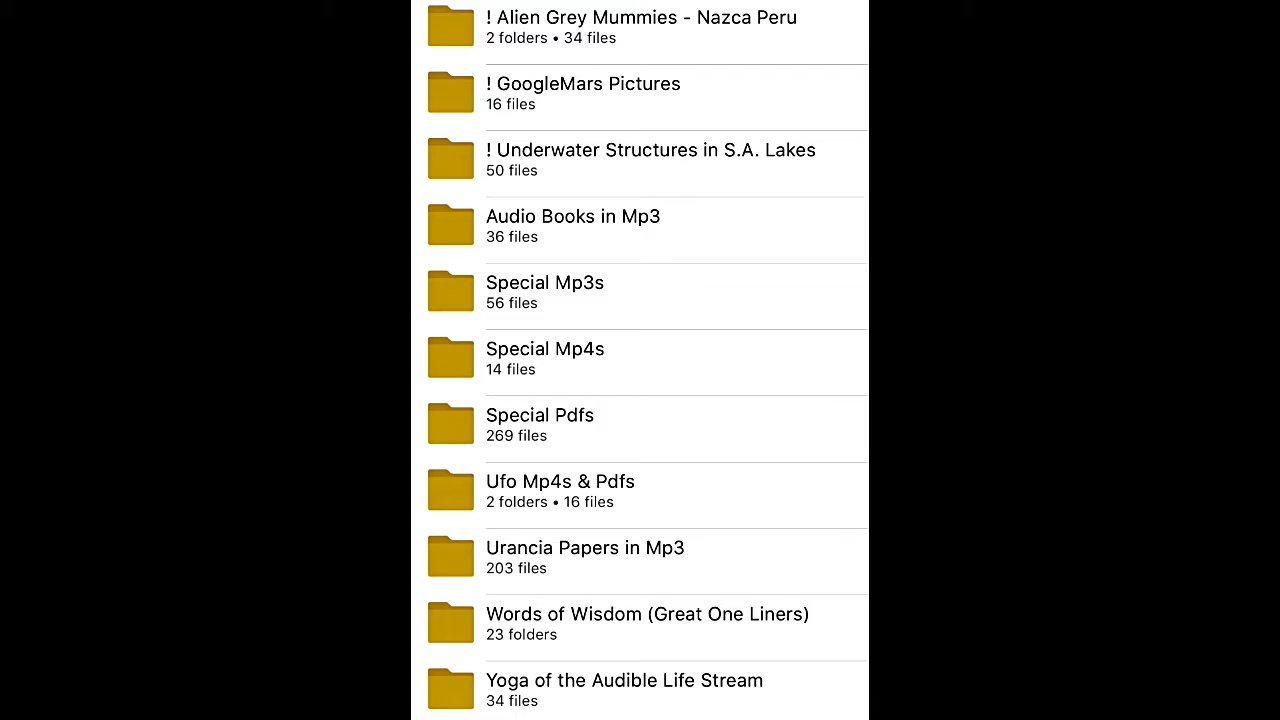 ! Alien Grey Mummies - Nazca Peru
2 folders • 34 files
! GoogleMars Pictures
16 files
! Underwater Structures in S.A. Lakes
50 files
Audio Books in Mp3
36 files
Special Mp3s
56 files
Special Mp4s
14 files
Special Pdfs
269 files
Ufo Mp4s & Pdfs
2 folders • 16 files
Urancia Papers in Mp3
203 files
Words of Wisdom (Great One Liners)
23 folders
Yoga of the Audible Life Stream
34 files